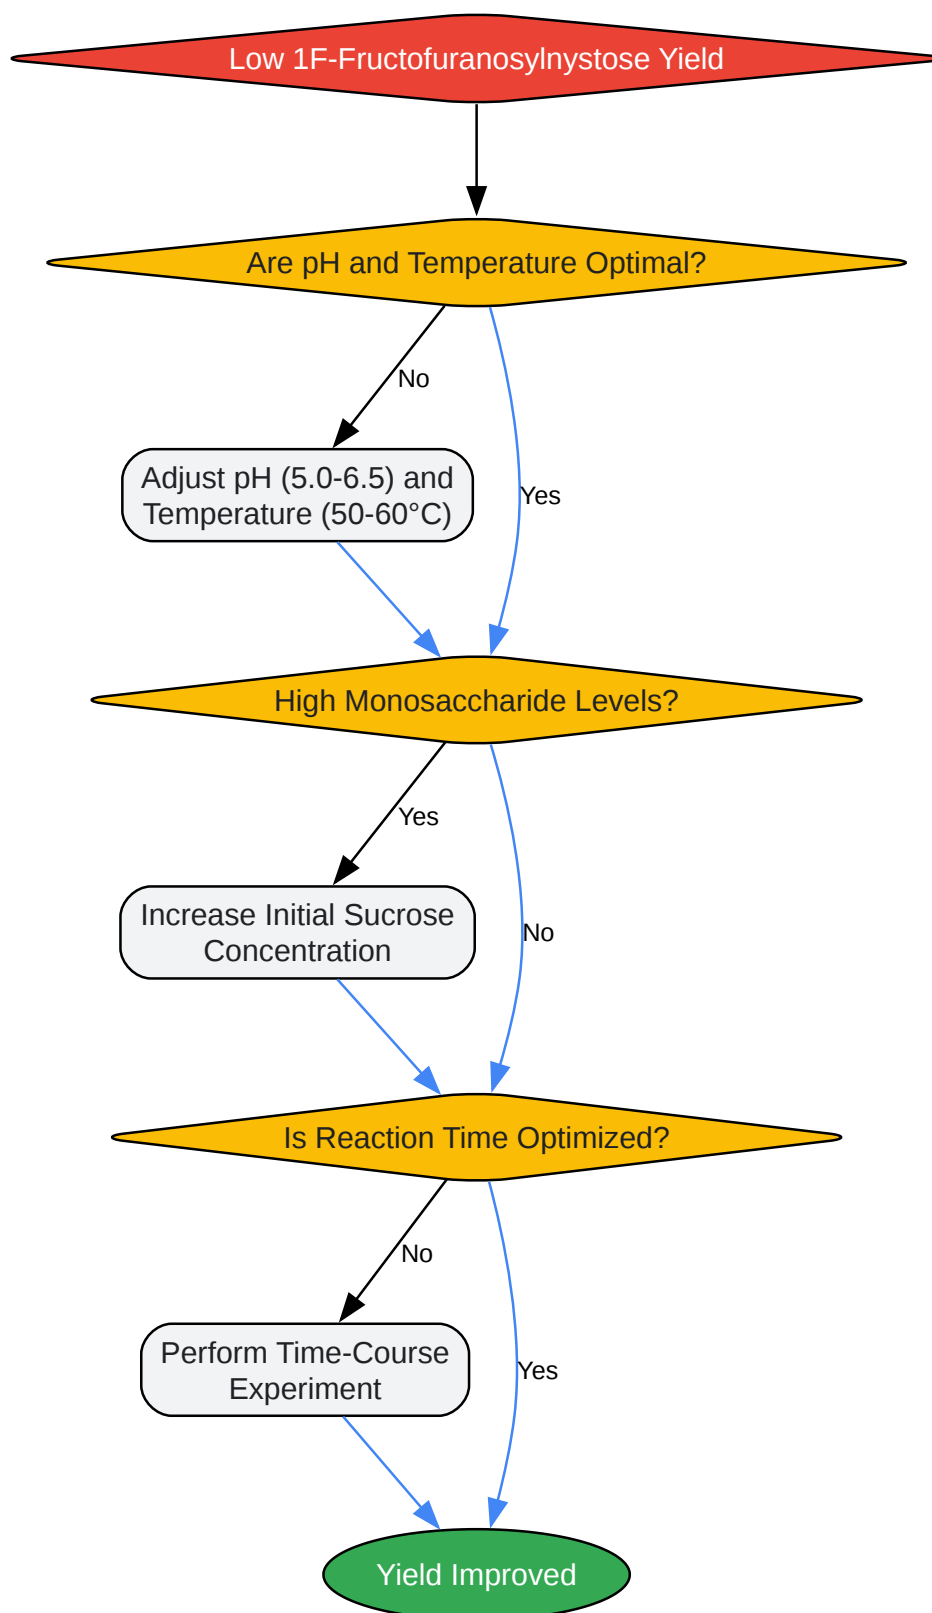 Low 1F-Fructofuranosylnystose Yield
Are pH and Temperature Optimal?
No
Adjust pH (5.0-6.5) and
Temperature (50-60°C)
Yes
High Monosaccharide Levels?
Yes
Increase Initial Sucrose
Concentration
No
Is Reaction Time Optimized?
No
Perform Time-Course
Experiment
Yes
Yield Improved